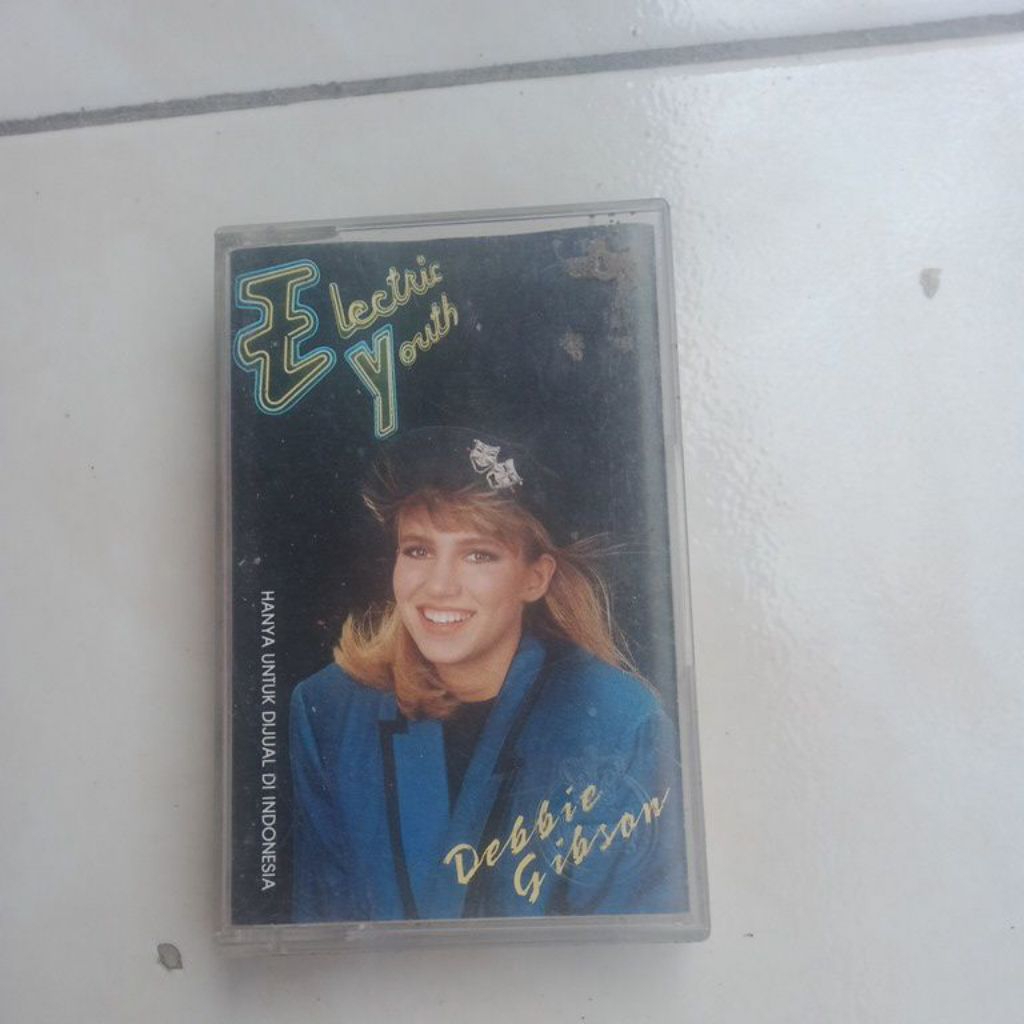 Electric
Youth
HANYA UNTUK DIJUAL DI INDONESIA
Debbie
Gibson